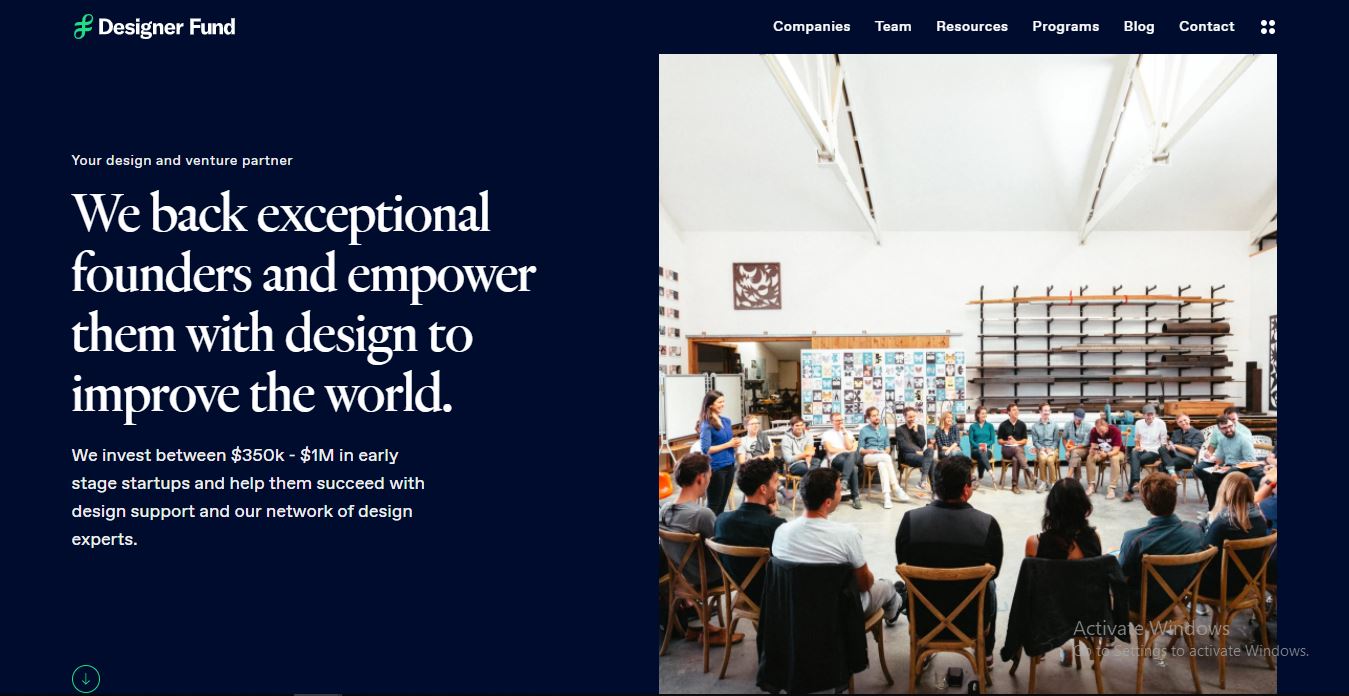 Designer Fund
Companies Team Resources Programs Blog Contact
Your design and venture partner
We back exceptional
founders and empower
them with design to
improve the world.
We invest between $350k - $1M in early
stage startups and help them succeed with
design support and our network of design
experts.
Activate Windows
Go to Settings to activate Windows.